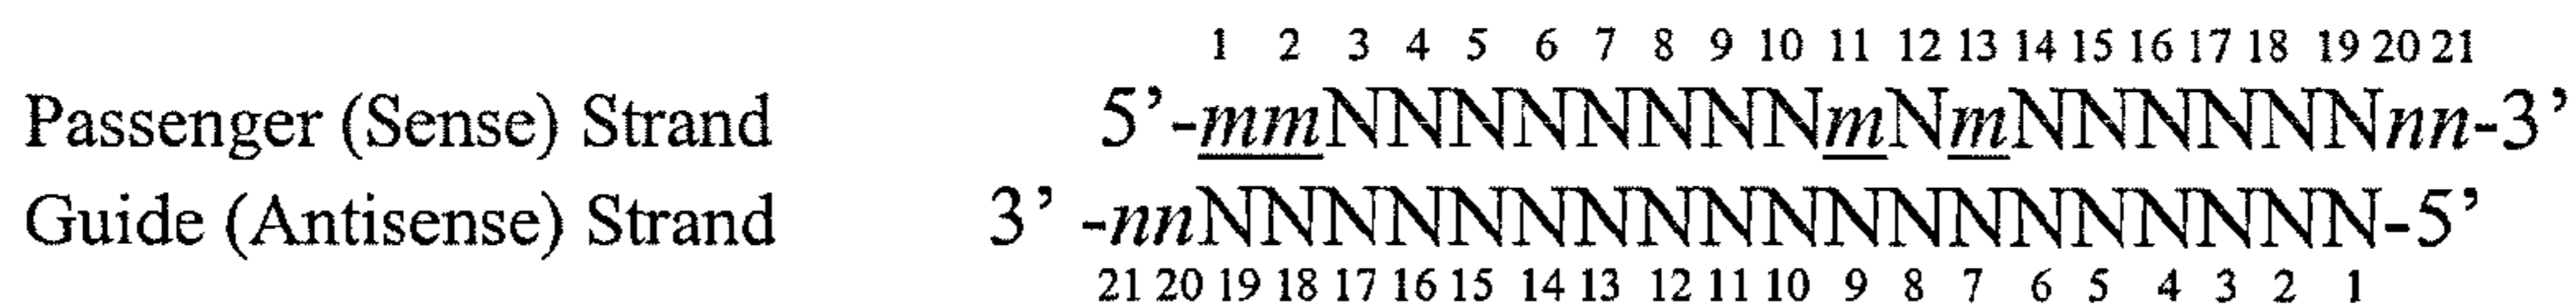 1 2 3 4 5 6 7 8 9 10 11 12 13 14 15 16 17 18 19 20 21
Passenger (Sense) Strand 5’-mmNNNNNNNNmNmNNNNNNnn-3’
Guide (Antisense) Strand 3’ -nnNNNNNNNNNNNNNNNNNNN-5’
21 20 19 18 17 16 15 14 13 12 11 10 9 8 7 6 5 4 3 2 1